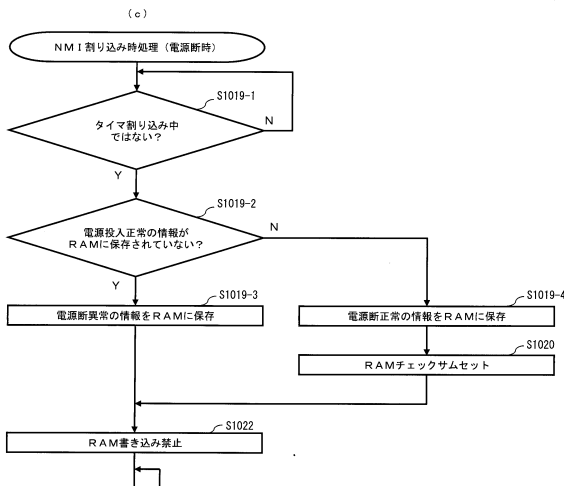 (c)
NMI割り込み時処理(電源断時)
S1019-1
タイマ割り込み中
ではない?
N
Y
S1019-2
電源投入正常の情報が
RAMに保存されていない?
N
Y
S1019-3
電源断異常の情報をRAMに保存
S1019-4
電源断正常の情報をRAMに保存
S1020
RAMチェックサムセット
S1022
RAM書き込み禁止